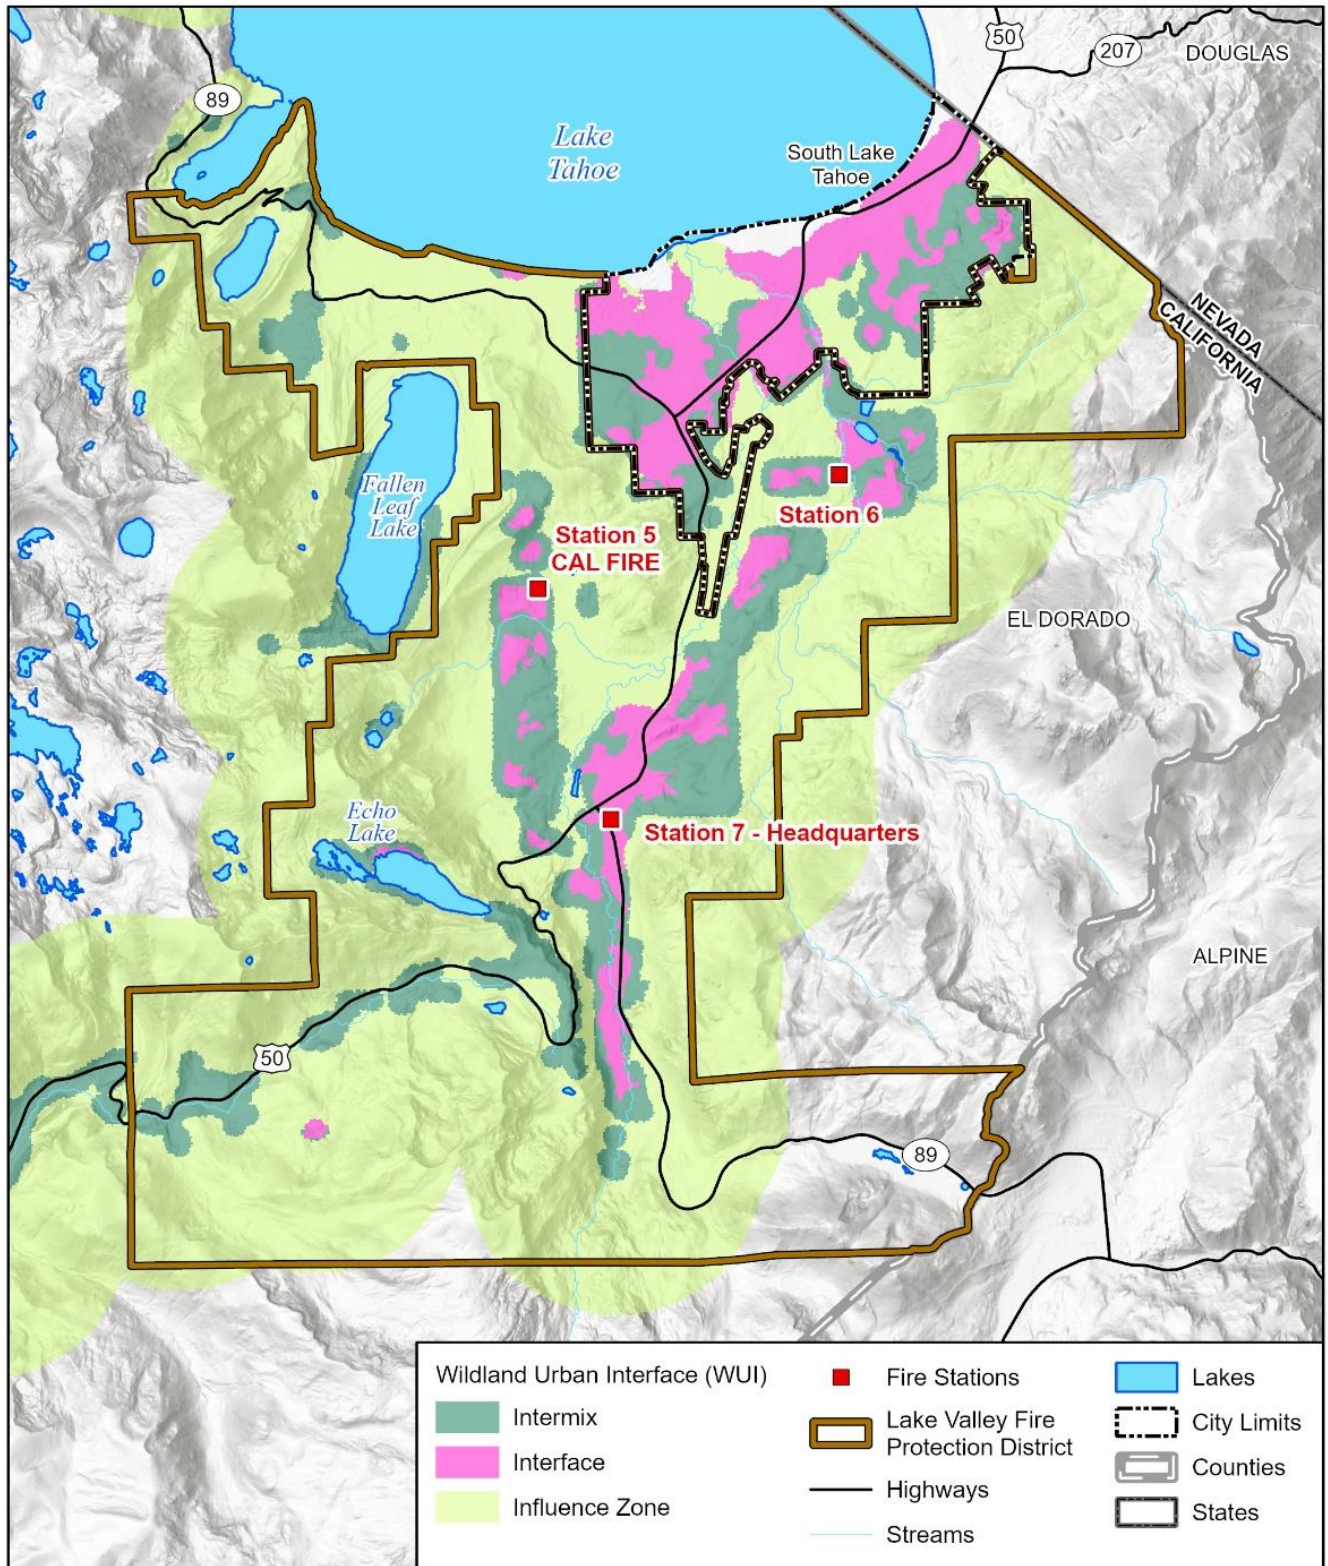 50
207
DOUGLAS
89
Lake
Tahoe
South Lake
Tahoe
NEVADA
CALIFORNIA
Fallen
Leaf
Lake
Station 6
Station 5
CAL FIRE
EL DORADO
Echo
Lake
Station 7 - Headquarters
ALPINE
50
89
Wildland Urban Interface (WUI)
Intermix
Interface
Influence Zone
Fire Stations
Lake Valley Fire
Protection District
Highways
Streams
Lakes
City Limits
Counties
States